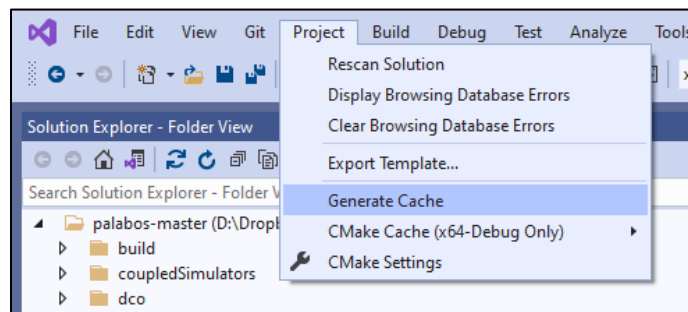 File Edit View Git Project Build Debug Test Analyze Tools
Rescan Solution
Display Browsing Database Errors
Solution Explorer - Folder View
Clear Browsing Database Errors
Export Template...
Search Solution Explorer - Folder V
Generate Cache
palabos-master (D:\Dropb
CMake Cache (x64-Debug Only)
build
CMake Settings
coupledSimulators
dco